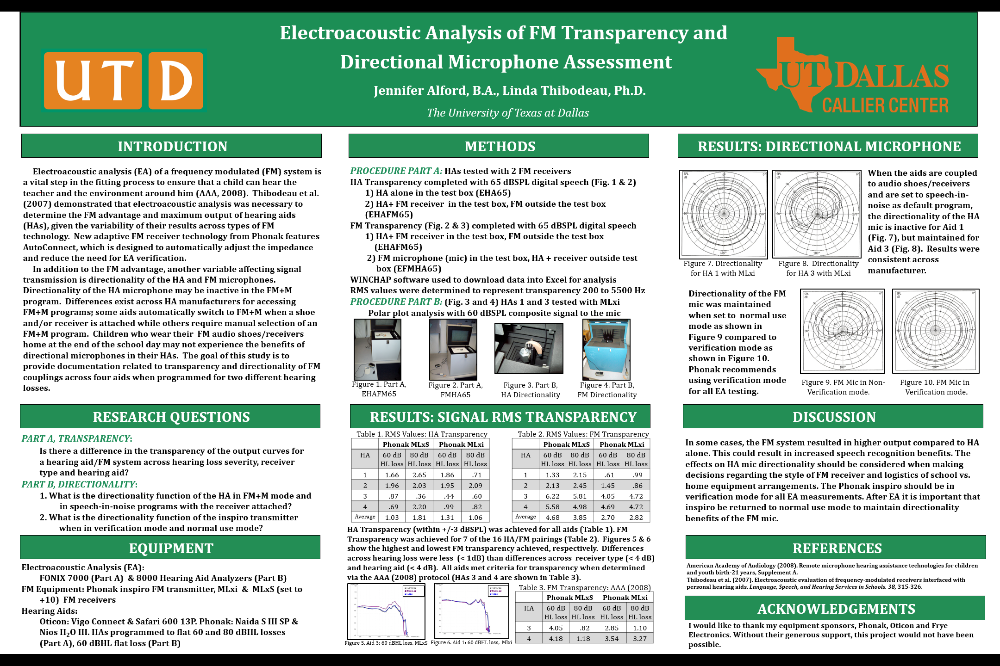 Electroacoustic Analysis of FM Transparency and
Directional Microphone Assessment
Jennifer Alford, B.A., Linda Thibodeau, Ph.D.
The University of Texas at Dallas
UTD
UT DALLAS
CALLIER CENTER
INTRODUCTION
Electroacoustic analysis (EA) of a frequency modulated (FM) system is
a vital step in the fitting process to ensure that a child can hear the
teacher and the environment around him (AAA, 2008). Thibodeau et al.
(2007) demonstrated that electroacoustic analysis was necessary to
determine the FM advantage and maximum output of hearing aids
(HAs), given the variability of their results across types of FM
technology. New adaptive FM receiver technology from Phonak features
AutoConnect, which is designed to automatically adjust the impedance
and reduce the need for EA verification.
In addition to the FM advantage, another variable affecting signal
transmission is directionality of the HA and FM microphones.
Directionality of the HA microphone may be inactive in the FM+M
program. Differences exist across HA manufacturers for accessing
FM+M programs; some aids automatically switch to FM+M when a shoe
and/or receiver is attached while others require manual selection of an
FM+M program. Children who wear their FM audio shoes/receivers
home at the end of the school day may not experience the benefits of
directional microphones in their HAs. The goal of this study is to
provide documentation related to transparency and directionality of FM
couplings across four aids when programmed for two different hearing
losses.
RESEARCH QUESTIONS
PART A, TRANSPARENCY:
Is there a difference in the transparency of the output curves for
a hearing aid/FM system across hearing loss severity, receiver
type and hearing aid?
PART B, DIRECTIONALITY:
1. What is the directionality function of the HA in FM+M mode and
in speech-in-noise programs with the receiver attached?
2. What is the directionality function of the inspiro transmitter
when in verification mode and normal use mode?
EQUIPMENT
Electroacoustic Analysis (EA):
FONIX 7000 (Part A) & 8000 Hearing Aid Analyzers (Part B)
FM Equipment: Phonak inspiro FM transmitter, MLxi & MLxS (set to
+10) FM receivers
Hearing Aids:
Oticon: Vigo Connect & Safari 600 13P. Phonak: Naida S III SP &
Nios H2O III. HAs programmed to flat 60 and 80 dBHL losses
(Part A), 60 dBHL flat loss (Part B)
METHODS
PROCEDURE PART A: HAs tested with 2 FM receivers
HA Transparency completed with 65 dBSPL digital speech (Fig. 1 & 2)
1) HA alone in the test box (EHA65)
2) HA+ FM receiver in the test box, FM outside the test box
(EHAFM65)
FM Transparency (Fig. 2 & 3) completed with 65 dBSPL digital speech
1) HA+ FM receiver in the test box, FM outside the test box
(EHAFM65)
2) FM microphone (mic) in the test box, HA + receiver outside test
box (EFMHA65)
WINCHAP software used to download data into Excel for analysis
RMS values were determined to represent transparency 200 to 5500 Hz
PROCEDURE PART B: (Fig. 3 and 4) HAs 1 and 3 tested with MLxi
Polar plot analysis with 60 dBSPL composite signal to the mic
Figure 1. Part A,
EHAFM65
Figure 2. Part A,
FMHA65
Figure 3. Part B,
HA Directionality
Figure 4. Part B,
FM Directionality
RESULTS: SIGNAL RMS TRANSPARENCY
Table 1. RMS Values: HA Transparency
Phonak MLxS Phonak MLxi
HA 60 dB 80 dB 60 dB 80 dB
HL loss HL loss HL loss HL loss
1 1.66 2.65 1.86 .71
2 1.96 2.03 1.95 2.09
3 .87 .36 .44 .60
4 .69 2.20 .99 .82
Average 1.03 1.81 1.31 1.06
Table 2. RMS Values: FM Transparency
Phonak MLxS Phonak MLxi
HA 60 dB 80 dB 60 dB 80 dB
HL loss HL loss HL loss HL loss
1 1.33 2.15 .61 .99
2 2.13 2.45 1.45 .86
3 6.22 5.81 4.05 4.72
4 5.58 4.98 4.69 4.72
Average 4.68 3.85 2.70 2.82
HA Transparency (within +/-3 dBSPL) was achieved for all aids (Table 1). FM
Transparency was achieved for 7 of the 16 HA/FM pairings (Table 2). Figures 5 & 6
show the highest and lowest FM transparency achieved, respectively. Differences
across hearing loss were less (< 1dB) than differences across receiver type (< 4 dB)
and hearing aid (< 4 dB). All aids met criteria for transparency when determined
via the AAA (2008) protocol (HAs 3 and 4 are shown in Table 3).
EHAFM65
EFMHA65
EHA65
Figure 5. Aid 3: 60 dBHL loss, MLxS
EHAFM65
EFMHA65
EHA65
Figure 6. Aid 1: 60 dBHL loss, Mlxi
Table 3. FM Transparency: AAA (2008)
Phonak MLxS Phonak MLxi
HA 60 dB 80 dB 60 dB 80 dB
HL loss HL loss HL loss HL loss
3 4.05 .82 2.85 1.10
4 4.18 1.18 3.54 3.27
RESULTS: DIRECTIONAL MICROPHONE
Figure 7. Directionality
for HA 1 with MLxi
Figure 8. Directionality
for HA 3 with MLxi
When the aids are coupled
to audio shoes/receivers
and are set to speech-in-
noise as default program,
the directionality of the HA
mic is inactive for Aid 1
(Fig. 7), but maintained for
Aid 3 (Fig. 8). Results were
consistent across
manufacturer.
Directionality of the FM
mic was maintained
when set to normal use
mode as shown in
Figure 9 compared to
verification mode as
shown in Figure 10.
Phonak recommends
using verification mode
for all EA testing.
Figure 9. FM Mic in Non-
Verification mode.
Figure 10. FM Mic in
Verification mode.
DISCUSSION
In some cases, the FM system resulted in higher output compared to HA
alone. This could result in increased speech recognition benefits. The
effects on HA mic directionality should be considered when making
decisions regarding the style of FM receiver and logistics of school vs.
home equipment arrangements. The Phonak inspiro should be in
verification mode for all EA measurements. After EA it is important that
inspiro be returned to normal use mode to maintain directionality
benefits of the FM mic.
REFERENCES
American Academy of Audiology (2008). Remote microphone hearing assistance technologies for children
and youth birth-21 years, Supplement A.
Thibodeau et al. (2007). Electroacoustic evaluation of frequency-modulated receivers interfaced with
personal hearing aids. Language, Speech, and Hearing Services in Schools. 38, 315-326.
ACKNOWLEDGEMENTS
I would like to thank my equipment sponsors, Phonak, Oticon and Frye
Electronics. Without their generous support, this project would not have been
possible.